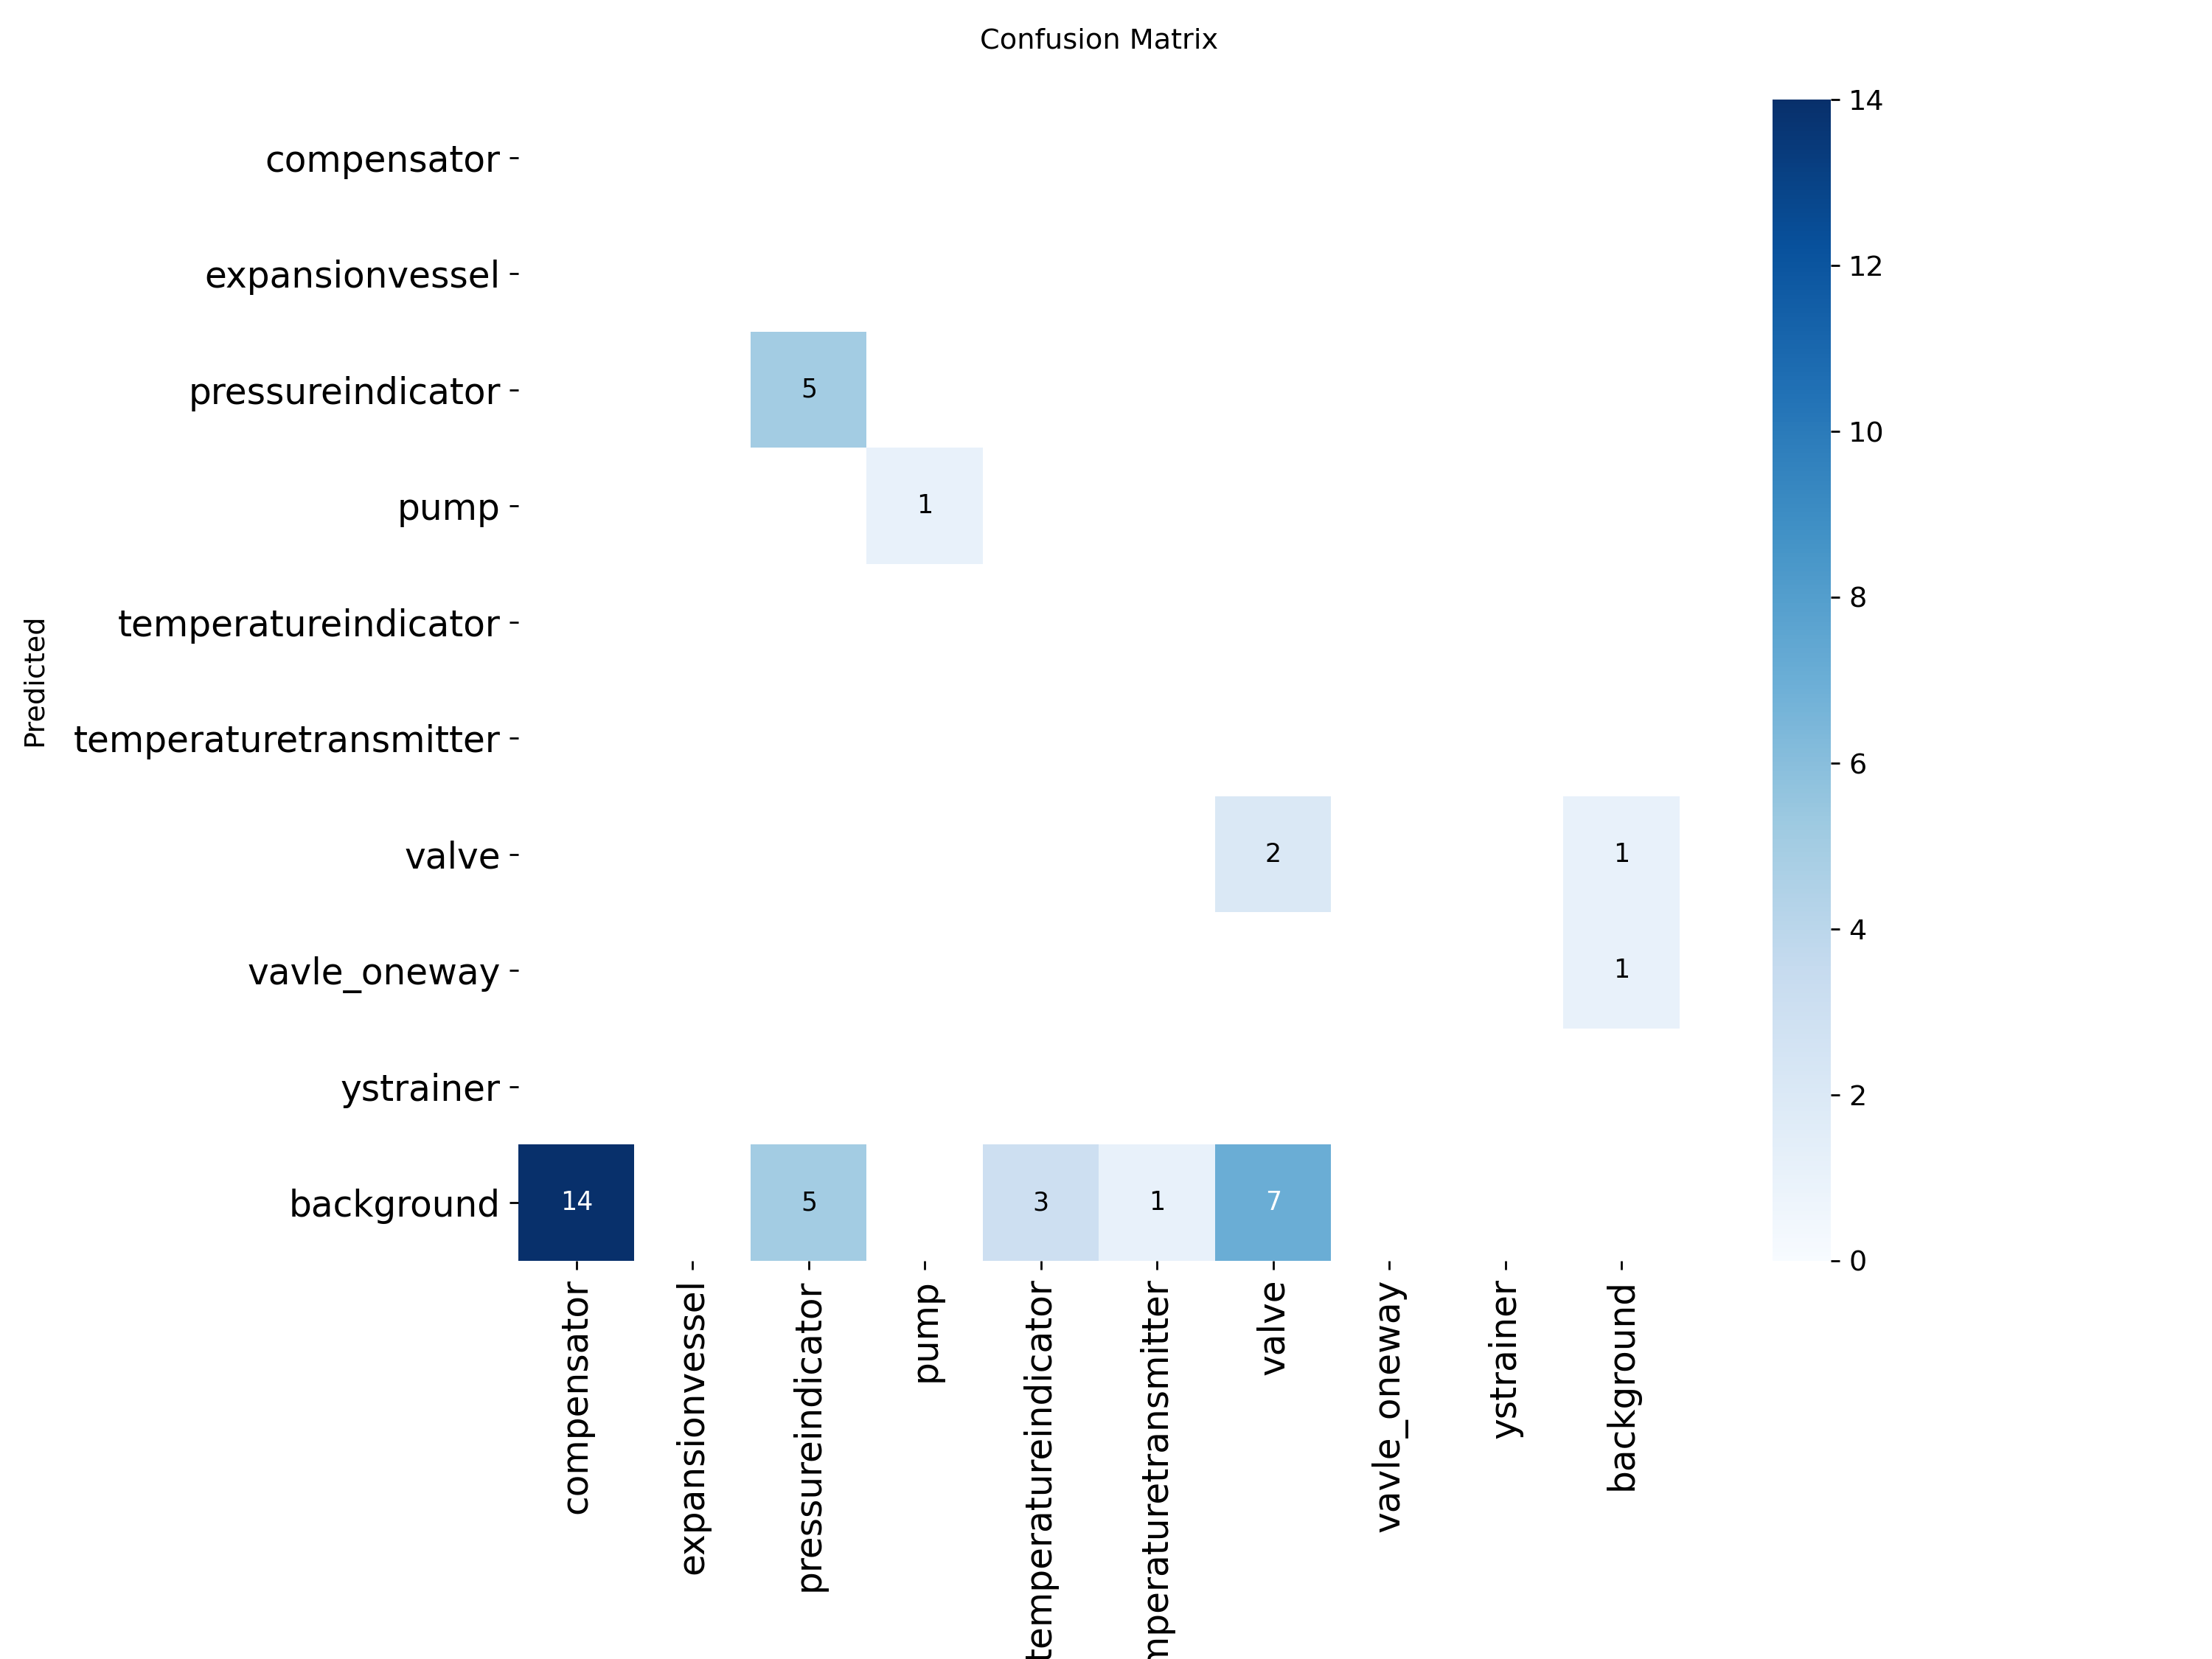 Confusion Matrix
Predicted
compensator
expansionvessel
pressureindicator
5
pump
1
temperatureindicator
temperaturetransmitter
valve
2
1
vavle_oneway
1
ystrainer
background
14
5
3
1
7
compensator
expansionvessel
pressureindicator
pump
temperatureindicator
mperaturetransmitter
valve
vavle_oneway
ystrainer
background
14
12
10
8
6
4
2
0